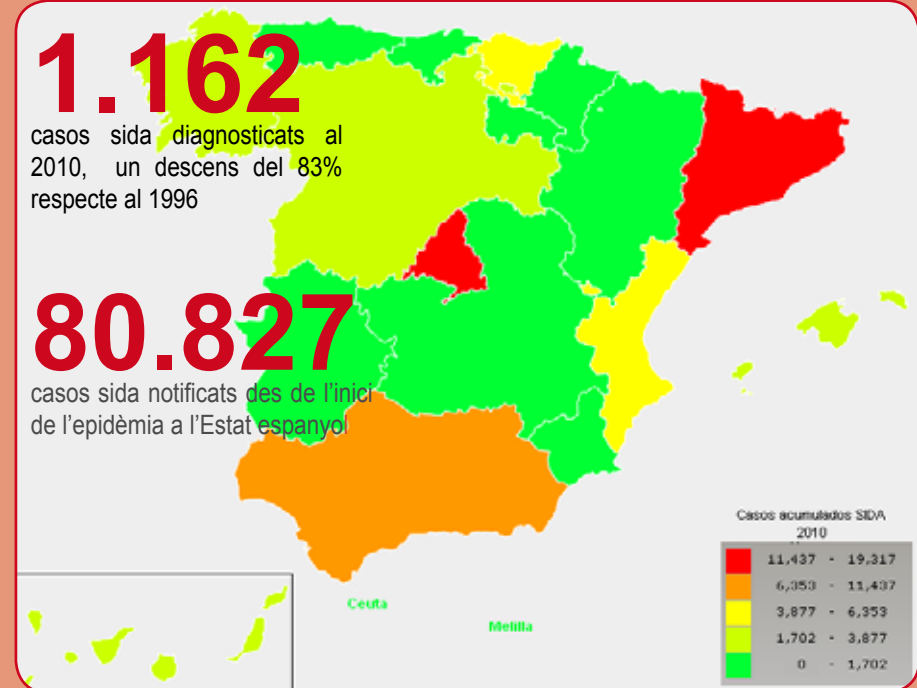 1.162
casos sida diagnosticats al
2010, un descens del 83%
respecte al 1996
80.827
casos sida notificats des de l'inici
de l'epidèmia a l'Estat espanyol
Ceuta
Melilla
Casos acumulados SIDA
2010
11,437 - 19,317
6,353 - 11,437
3,877 - 6,353
1,702 - 3,877
0 - 1,702